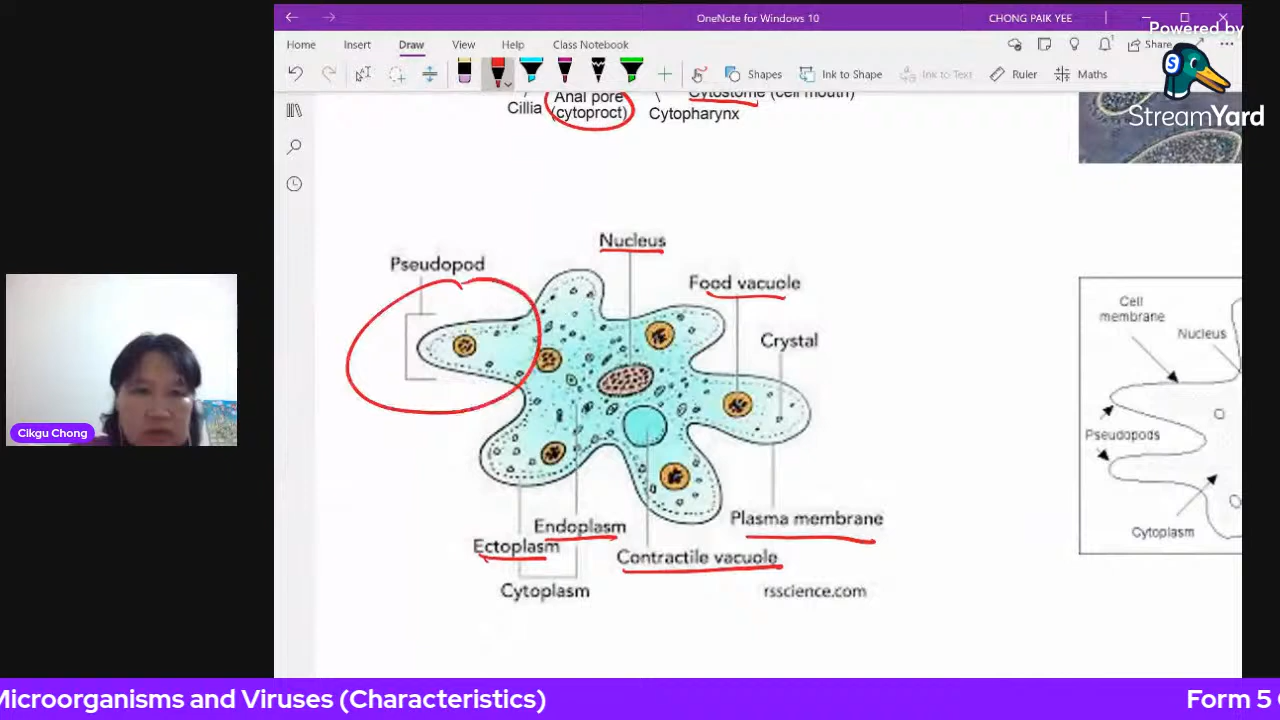 OneNote for Windows 10
CHONG PAIK YEE
Powered by
StreamYard
Home Insert Draw View Help Class Notebook
Share
Shapes Ink to Shape Ink to Text Ruler Maths
Cillia
Anal pore
(cytoproct)
Cytostome (cell mouth)
Cytopharynx
Nucleus
Pseudopod
Food vacuole
Crystal
Endoplasm
Ectoplasm
Cytoplasm
Contractile vacuole
Plasma membrane
rsscience.com
Cell
membrane
Nucleus
Pseudopods
Cytoplasm
Cikgu Chong
Microorganisms and Viruses (Characteristics)
Form 5